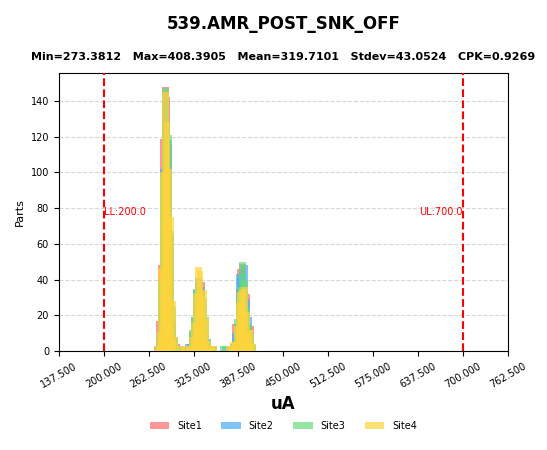 539.AMR_POST_SNK_OFF
Min=273.3812 Max=408.3905 Mean=319.7101 Stdev=43.0524 CPK=0.9269
140
120
100
80
60
40
20
0
Parts
LL:200.0
UL:700.0
137.500 200.000 262.500 325.000 387.500 450.000 512.500 575.000 637.500 700.000 762.500
uA
Site1 Site2 Site3 Site4